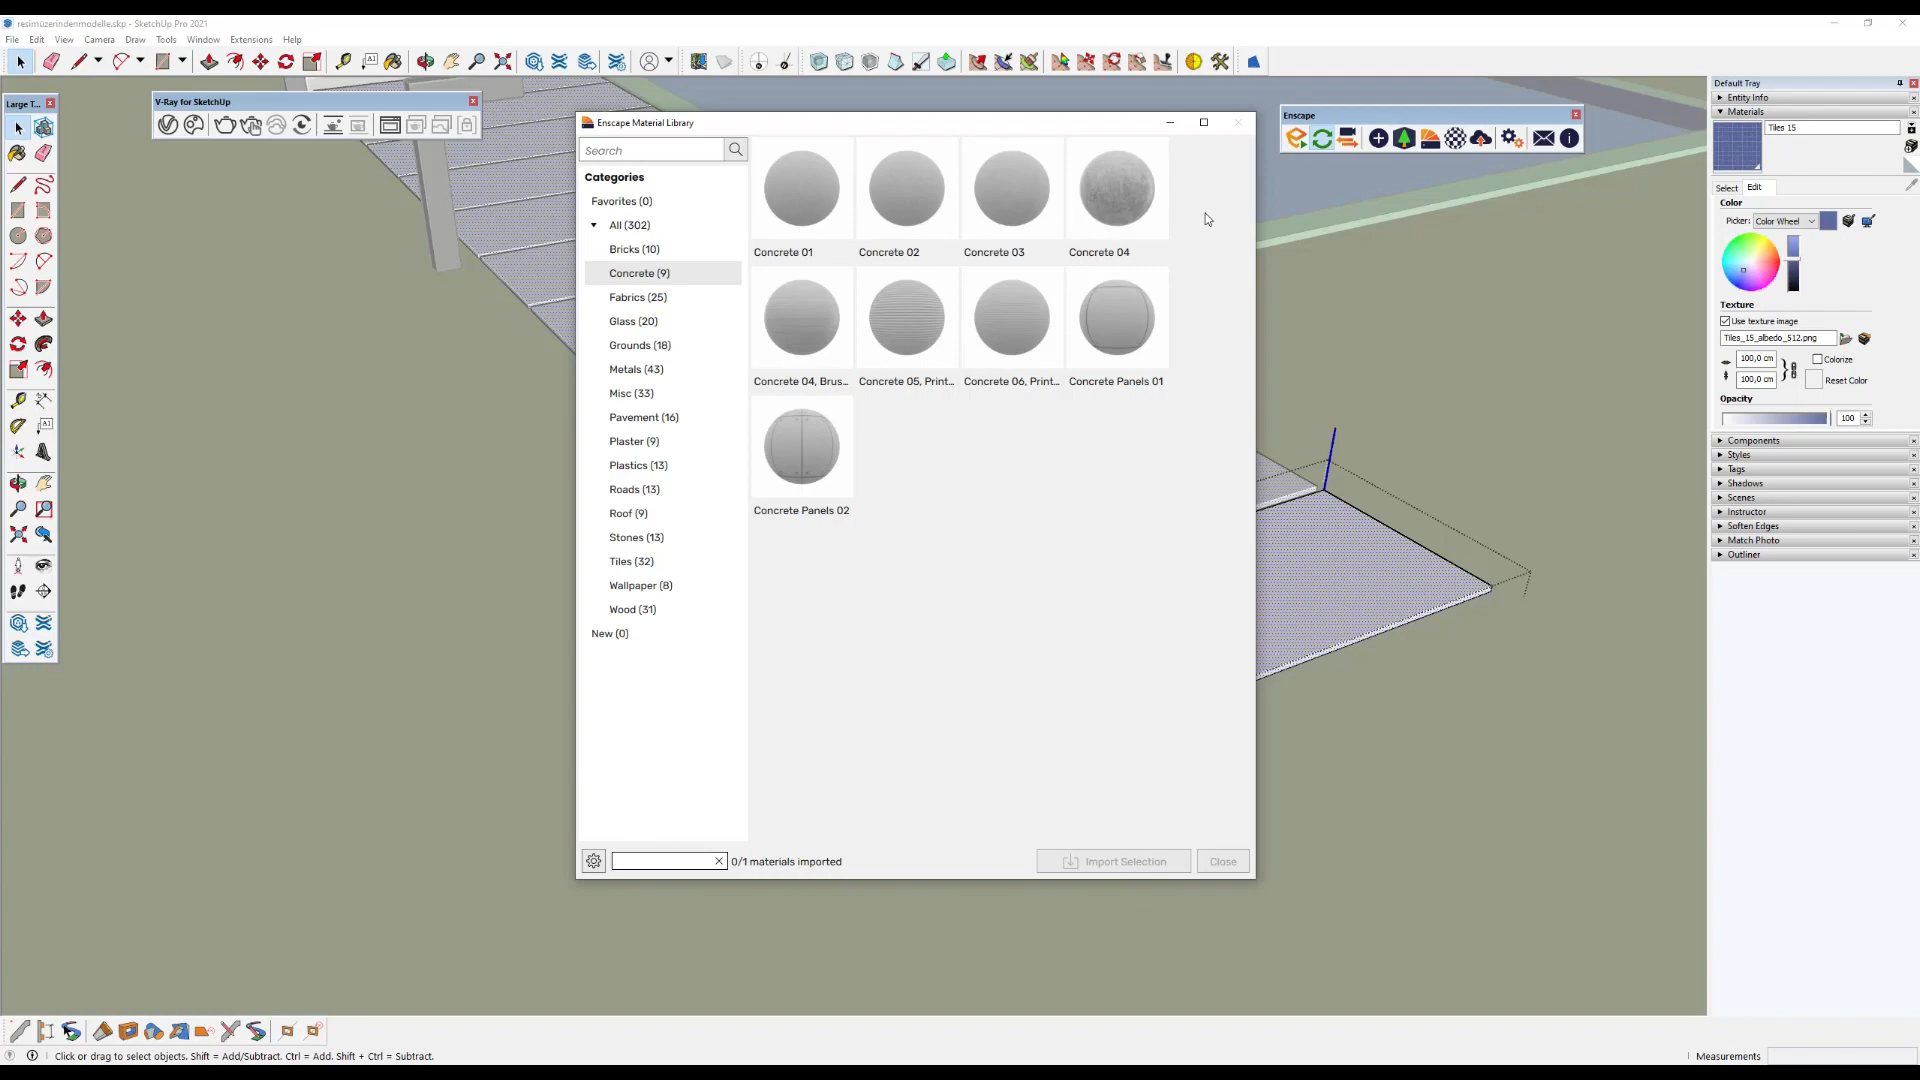 resimüzerindenmodelle.skp - SketchUp Pro 2021
File Edit View Camera Draw Tools Window Extensions Help
Large T...
V-Ray for SketchUp
Enscape Material Library
Search
Categories
Favorites (0)
All (302)
Bricks (10)
Concrete (9)
Fabrics (25)
Glass (20)
Grounds (18)
Metals (43)
Misc (33)
Pavement (16)
Plaster (9)
Plastics (13)
Roads (13)
Roof (9)
Stones (13)
Tiles (32)
Wallpaper (8)
Wood (31)
New (0)
Concrete 01 Concrete 02 Concrete 03 Concrete 04
Concrete 04, Brus... Concrete 05, Print... Concrete 06, Print... Concrete Panels 01
Concrete Panels 02
0/1 materials imported
Import Selection
Close
Enscape
Default Tray
Entity Info
Materials
Tiles 15
Select Edit
Color
Picker: Color Wheel
Texture
Use texture image
Tiles_15_albedo_512.png
100,0 cm Colorize
100,0 cm Reset Color
Opacity
100
Components
Styles
Tags
Shadows
Scenes
Instructor
Soften Edges
Match Photo
Outliner
Click or drag to select objects. Shift = Add/Subtract. Ctrl = Add. Shift + Ctrl = Subtract.
Measurements